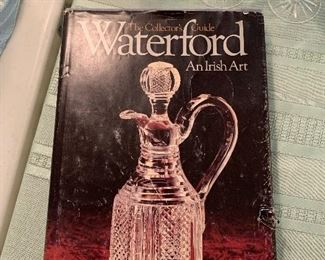 The Collector's Guide
Waterford
An Irish Art